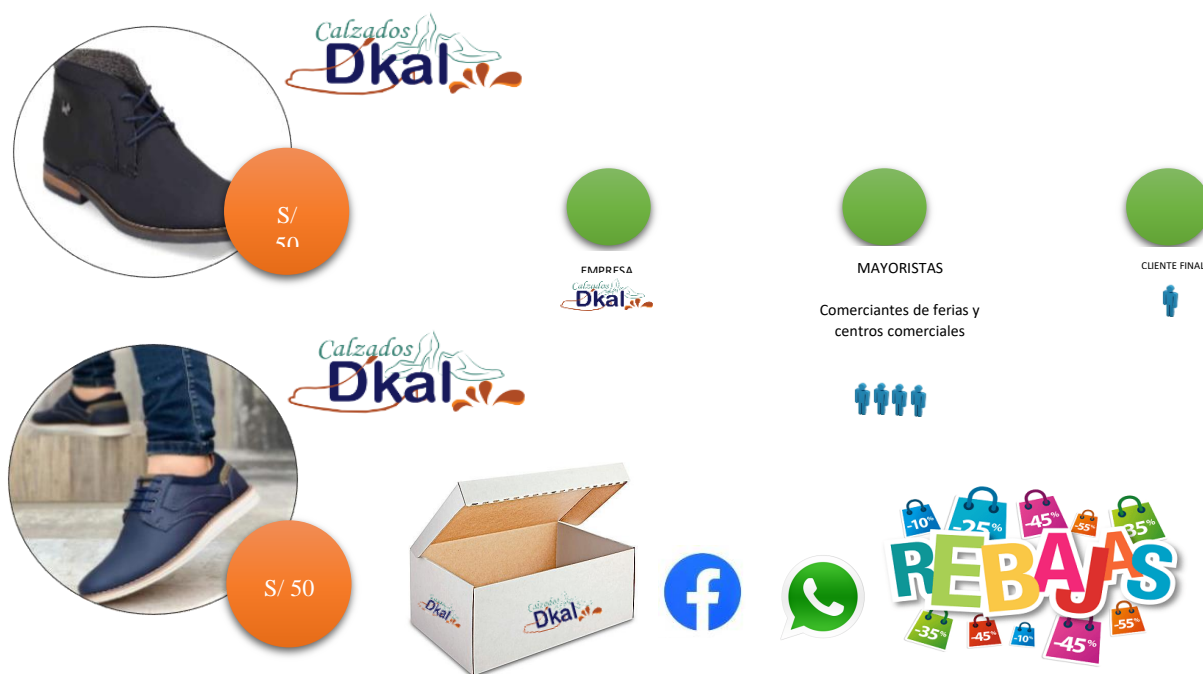 Calzados
Dkal
S/
50
EMPRESA
Calzados
Dkal
MAYORISTAS
Comerciantes de ferias y
centros comerciales
CLIENTE FINAL
Calzados
Dkal
S/ 50
Dkal
Calzados
Dkal
f
-10%
-25%
-45%
-55%
-35%
REBAJAS
-35%
-45%
-10%
-45%
-55%